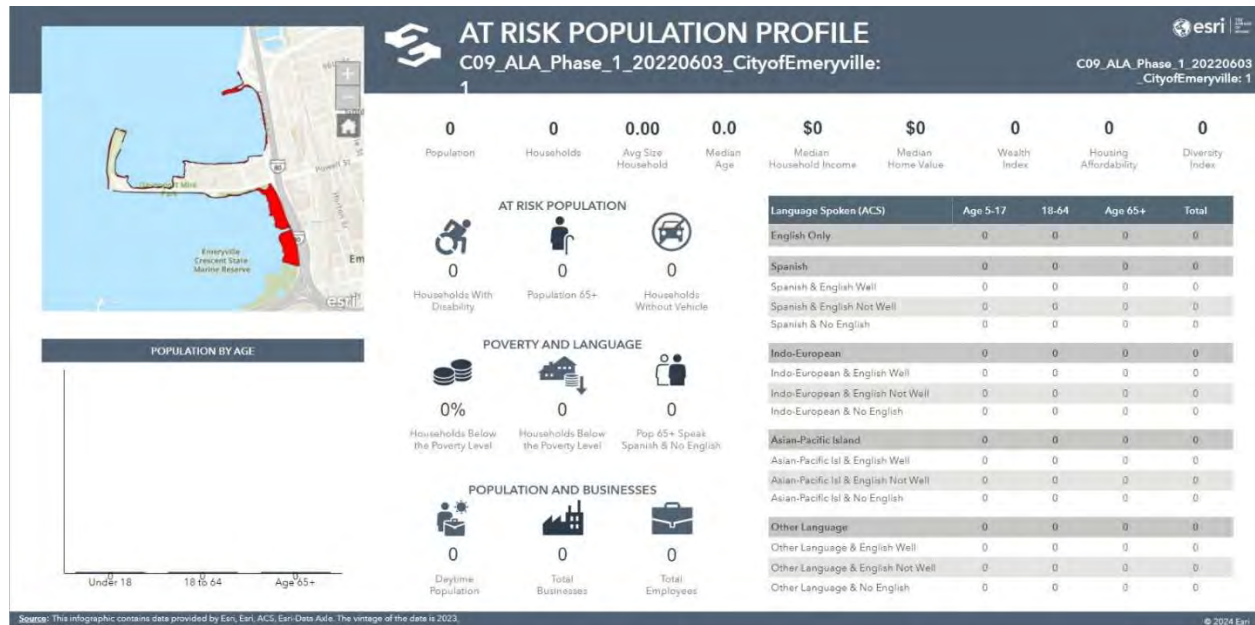 AT RISK POPULATION PROFILE
C09_ALA_Phase_1_20220603_CityofEmeryville:
1
esri
C09_ALA_Phase_1_20220603
_CityofEmeryville: 1
80
Powell St
Horton St
Emeryville
Crescent State
Marine Reserve
Em
esri
0 0 0.00 0.0 $0 $0 0 0 0
Population Households Avg Size Household Median Age Median Household Income Median Home Value Wealth Index Housing Affordability Diversity Index
AT RISK POPULATION
0 0 0
Households With Disability Population 65+ Households Without Vehicle
POVERTY AND LANGUAGE
0% 0 0
Households Below the Poverty Level Households Below the Poverty Level Pop 65+ Speak Spanish & No English
POPULATION AND BUSINESSES
0 0 0
Daytime Population Total Businesses Total Employees
Language Spoken (ACS) Age 5-17 18-64 Age 65+ Total
English Only 0 0 0 0
Spanish 0 0 0 0
Spanish & English Well 0 0 0 0
Spanish & English Not Well 0 0 0 0
Spanish & No English 0 0 0 0
Indo-European 0 0 0 0
Indo-European & English Well 0 0 0 0
Indo-European & English Not Well 0 0 0 0
Indo-European & No English 0 0 0 0
Asian-Pacific Island 0 0 0 0
Asian-Pacific Isl & English Well 0 0 0 0
Asian-Pacific Isl & English Not Well 0 0 0 0
Asian-Pacific Isl & No English 0 0 0 0
Other Language 0 0 0 0
Other Language & English Well 0 0 0 0
Other Language & English Not Well 0 0 0 0
Other Language & No English 0 0 0 0
POPULATION BY AGE
0 0 0
Under 18 18 to 64 Age 65+
Source: This infographic contains data provided by Esri, Esri, ACS, Esri-Data Axle. The vintage of the data is 2023,
© 2024 Esri